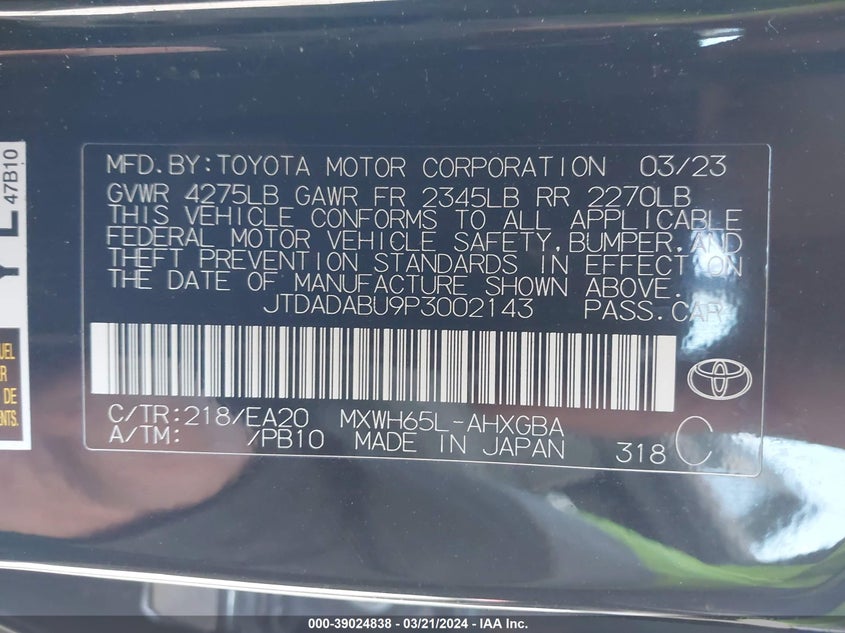 MFD.BY:TOYOTA MOTOR CORPORATION 03/23
GVWR 4275LB GAWR FR 2345LB RR 2270LB
THIS VEHICLE CONFORMS TO ALL APPLICABLE
FEDERAL MOTOR VEHICLE SAFETY,BUMPER,AND
THEFT PREVENTION STANDARDS IN EFFECT ON
THE DATE OF MANUFACTURE SHOWN ABOVE.
JTDADABU9P3002143 PASS.CAR
C/TR:218/EA20 MXWH65L-AHXGBA
A/TM: /PB10 MADE IN JAPAN 318 C
47B10
DE
000-39024838 - 03/21/2024 - IAA Inc.